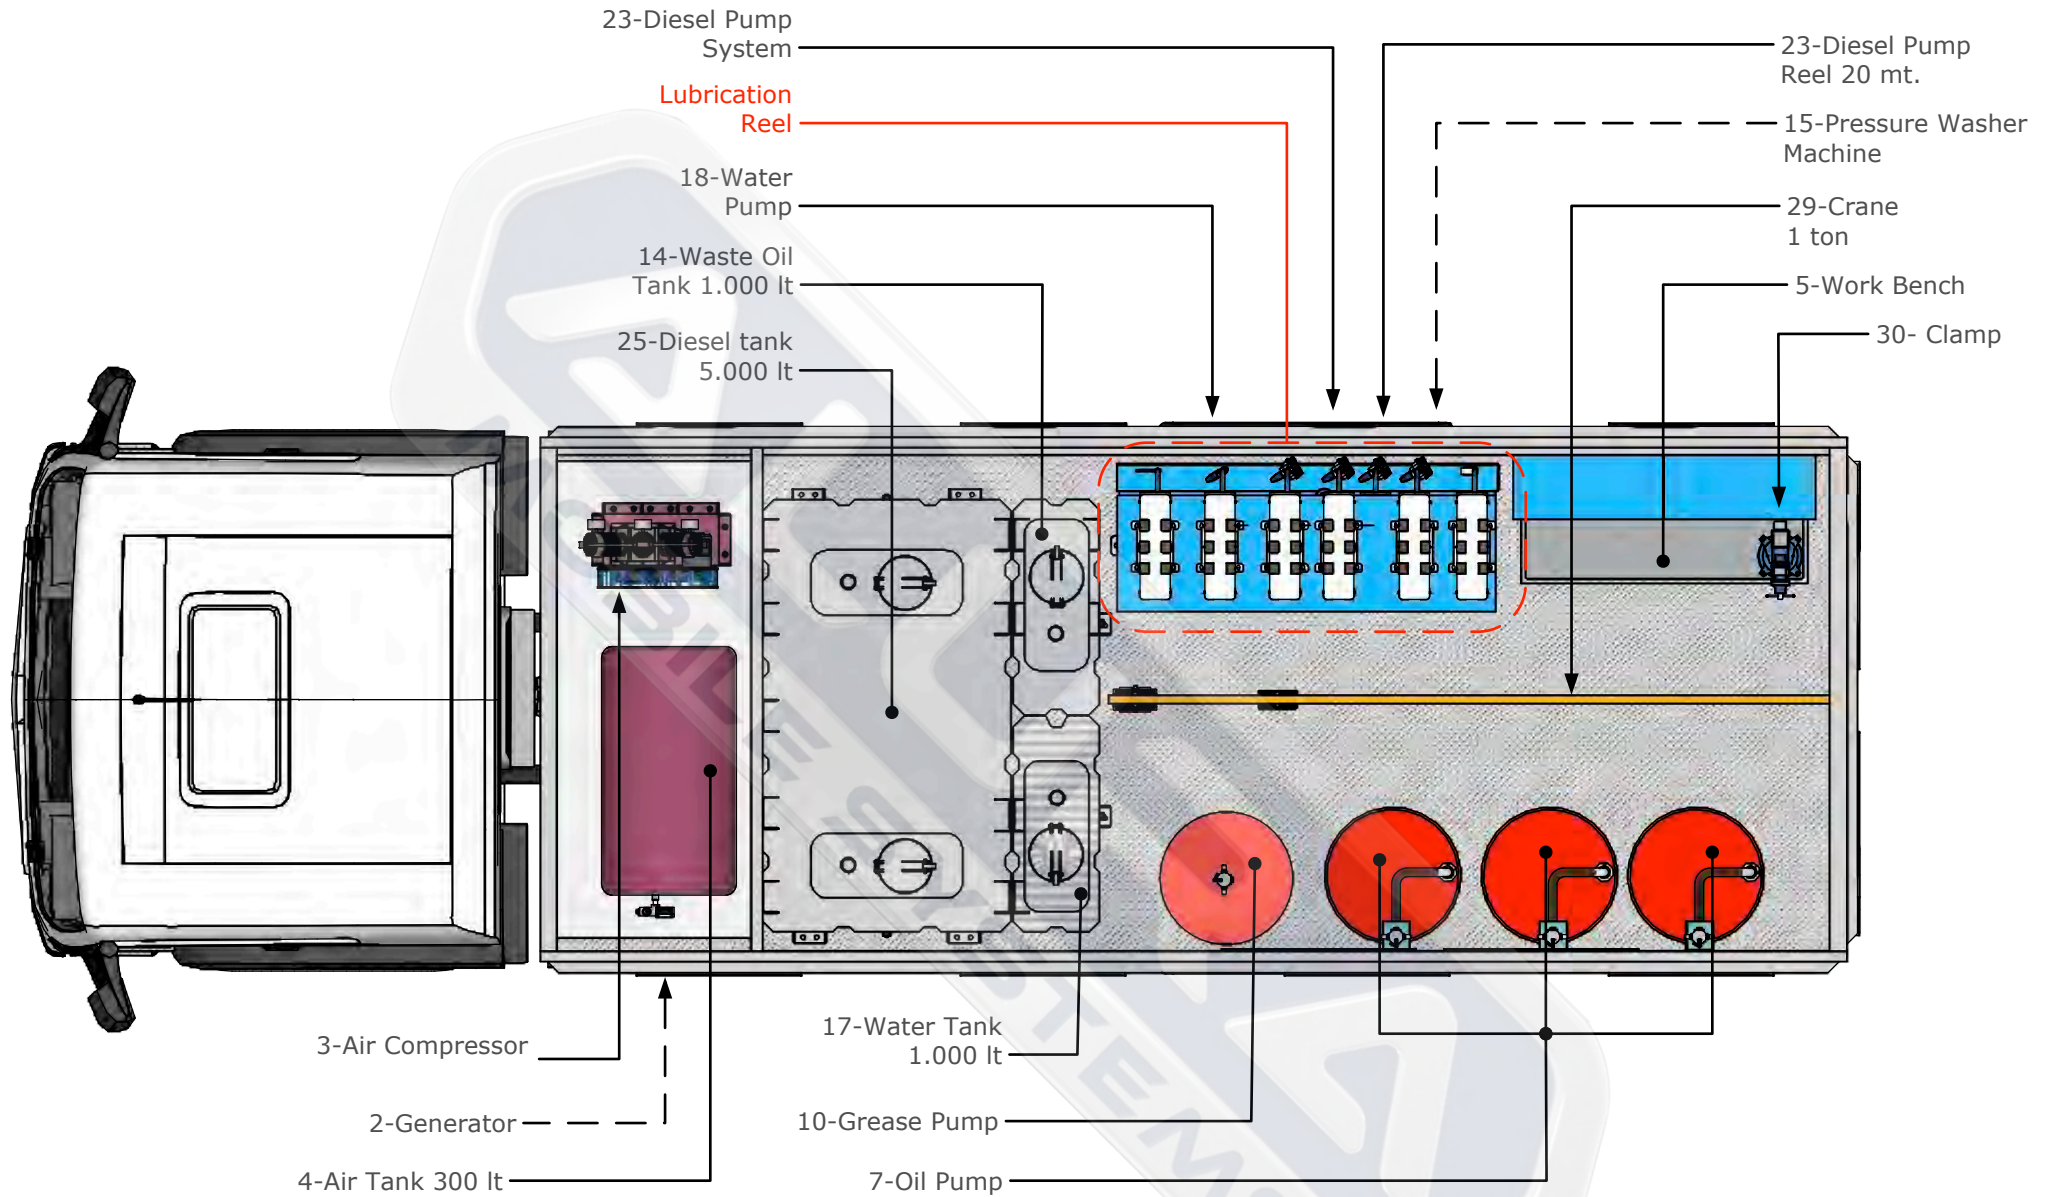 23-Diesel Pump
System
Lubrication
Reel
18-Water
Pump
14-Waste Oil
Tank 1.000 lt
25-Diesel tank
5.000 lt
23-Diesel Pump
Reel 20 mt.
15-Pressure Washer
Machine
29-Crane
1 ton
5-Work Bench
30- Clamp
MOBILE SYSTEMS
3-Air Compressor
2-Generator
4-Air Tank 300 lt
17-Water Tank
1.000 lt
10-Grease Pump
7-Oil Pump